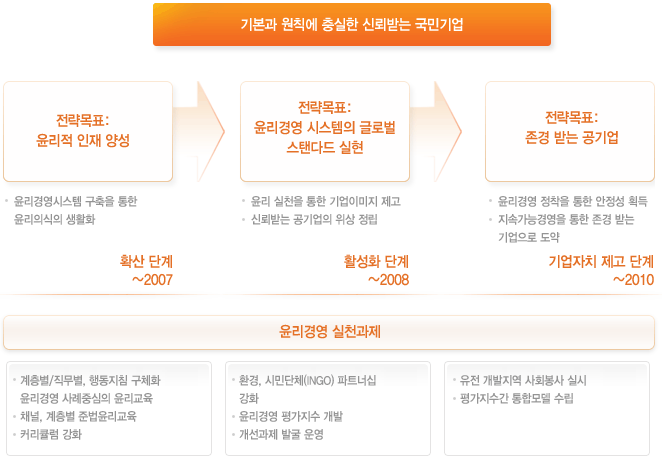 기본과 원칙에 충실한 신뢰받는 국민기업
전략목표:
윤리적 인재 양성
전략목표:
윤리경영 시스템의 글로벌
스탠다드 실현
전략목표:
존경 받는 공기업
· 윤리경영시스템 구축을 통한
윤리의식의 생활화
· 윤리 실천을 통한 기업이미지 제고
· 신뢰받는 공기업의 위상 정립
· 윤리경영 정착을 통한 안정성 획득
· 지속가능경영을 통한 존경 받는
기업으로 도약
확산 단계
~2007
활성화 단계
~2008
기업자치 제고 단계
~2010
윤리경영 실천과제
· 계층별/직무별, 행동지침 구체화
윤리경영 사례중심의 윤리교육
· 채널, 계층별 준법윤리교육
· 커리큘럼 강화
· 환경, 시민단체(INGO) 파트너십
강화
· 윤리경영 평가지수 개발
· 개선과제 발굴 운영
· 유전 개발지역 사회봉사 실시
· 평가지수간 통합모델 수립